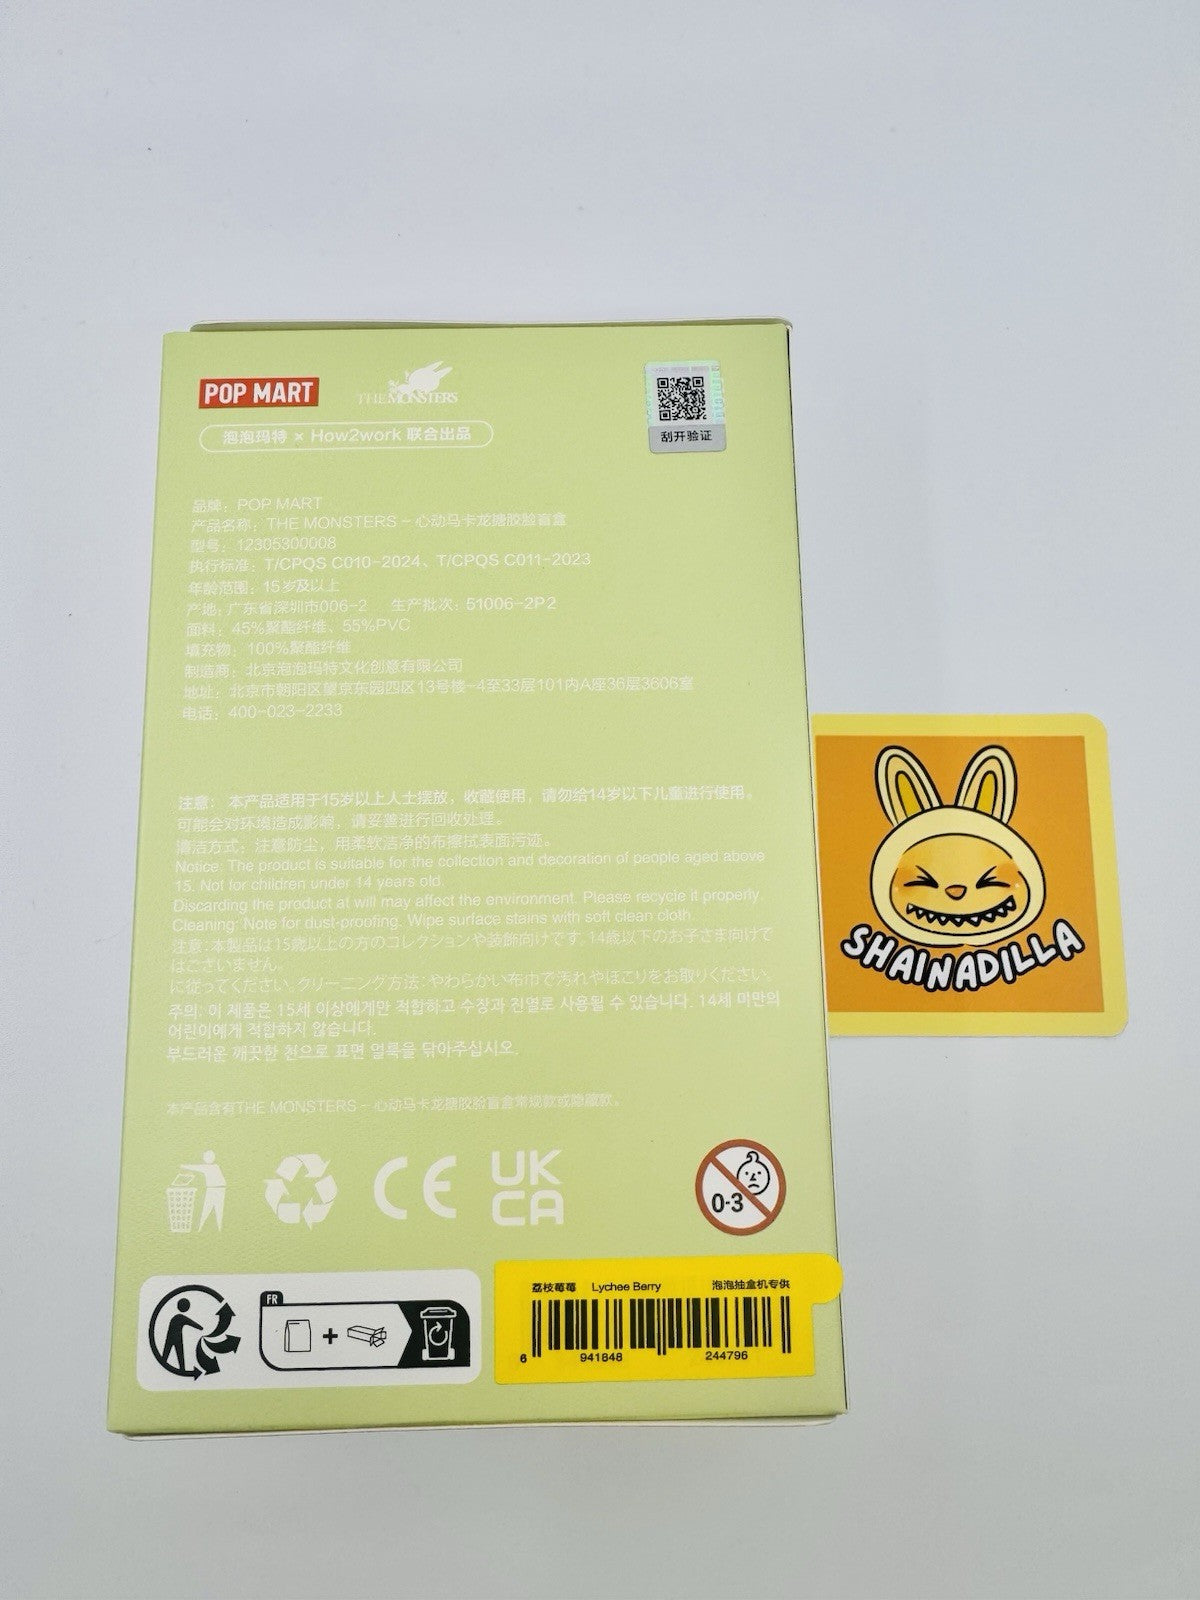 POP MART
THE MONSTERS
泡泡玛特 × How2work 联合出品
刮开验证
品牌：POP MART
产品名称：THE MONSTERS – 心动马卡龙搪胶脸盲盒
型号：12305300008
执行标准：T/CPQS C010-2024、T/CPQS C011-2023
年龄范围：15岁及以上
产地：广东省深圳市006-2 生产批次：51006-2P2
面料：45%聚酯纤维、55%PVC
填充物：100%聚酯纤维
制造商：北京泡泡玛特文化创意有限公司
地址：北京市朝阳区望京东园四区13号楼-4至33层101内A座36层3606室
电话：400-023-2233
注意：本产品适用于15岁以上人士摆放，收藏使用，请勿给14岁以下儿童进行使用。
可能会对环境造成影响，请妥善进行回收处理。
清洁方式：注意防尘，用柔软洁净的布擦拭表面污迹。
Notice: The product is suitable for the collection and decoration of people aged above
15. Not for children under 14 years old.
Discarding the product at will may affect the environment. Please recycle it properly.
Cleaning: Note for dust-proofing. Wipe surface stains with soft clean cloth.
注意：本製品は15歳以上の方のコレクションや装飾向けです。14歳以下のお子さま向けで
はございません。
に従ってください。クリーニング方法：やわらかい布巾で汚れやほこりをお取りください。
주의: 이 제품은 15세 이상에게만 적합하고 수장과 진열로 사용될 수 있습니다. 14세 미만의
어린이에게 적합하지 않습니다.
부드러운 깨끗한 천으로 표면 얼룩을 닦아주십시오.
本产品含有THE MONSTERS – 心动马卡龙搪胶脸盲盒常规款或隐藏款。
CE
UK
CA
0-3
FR
+
荔枝莓莓 Lychee Berry 泡泡抽盒机专供
6 941848 244796
SHAINADILLA